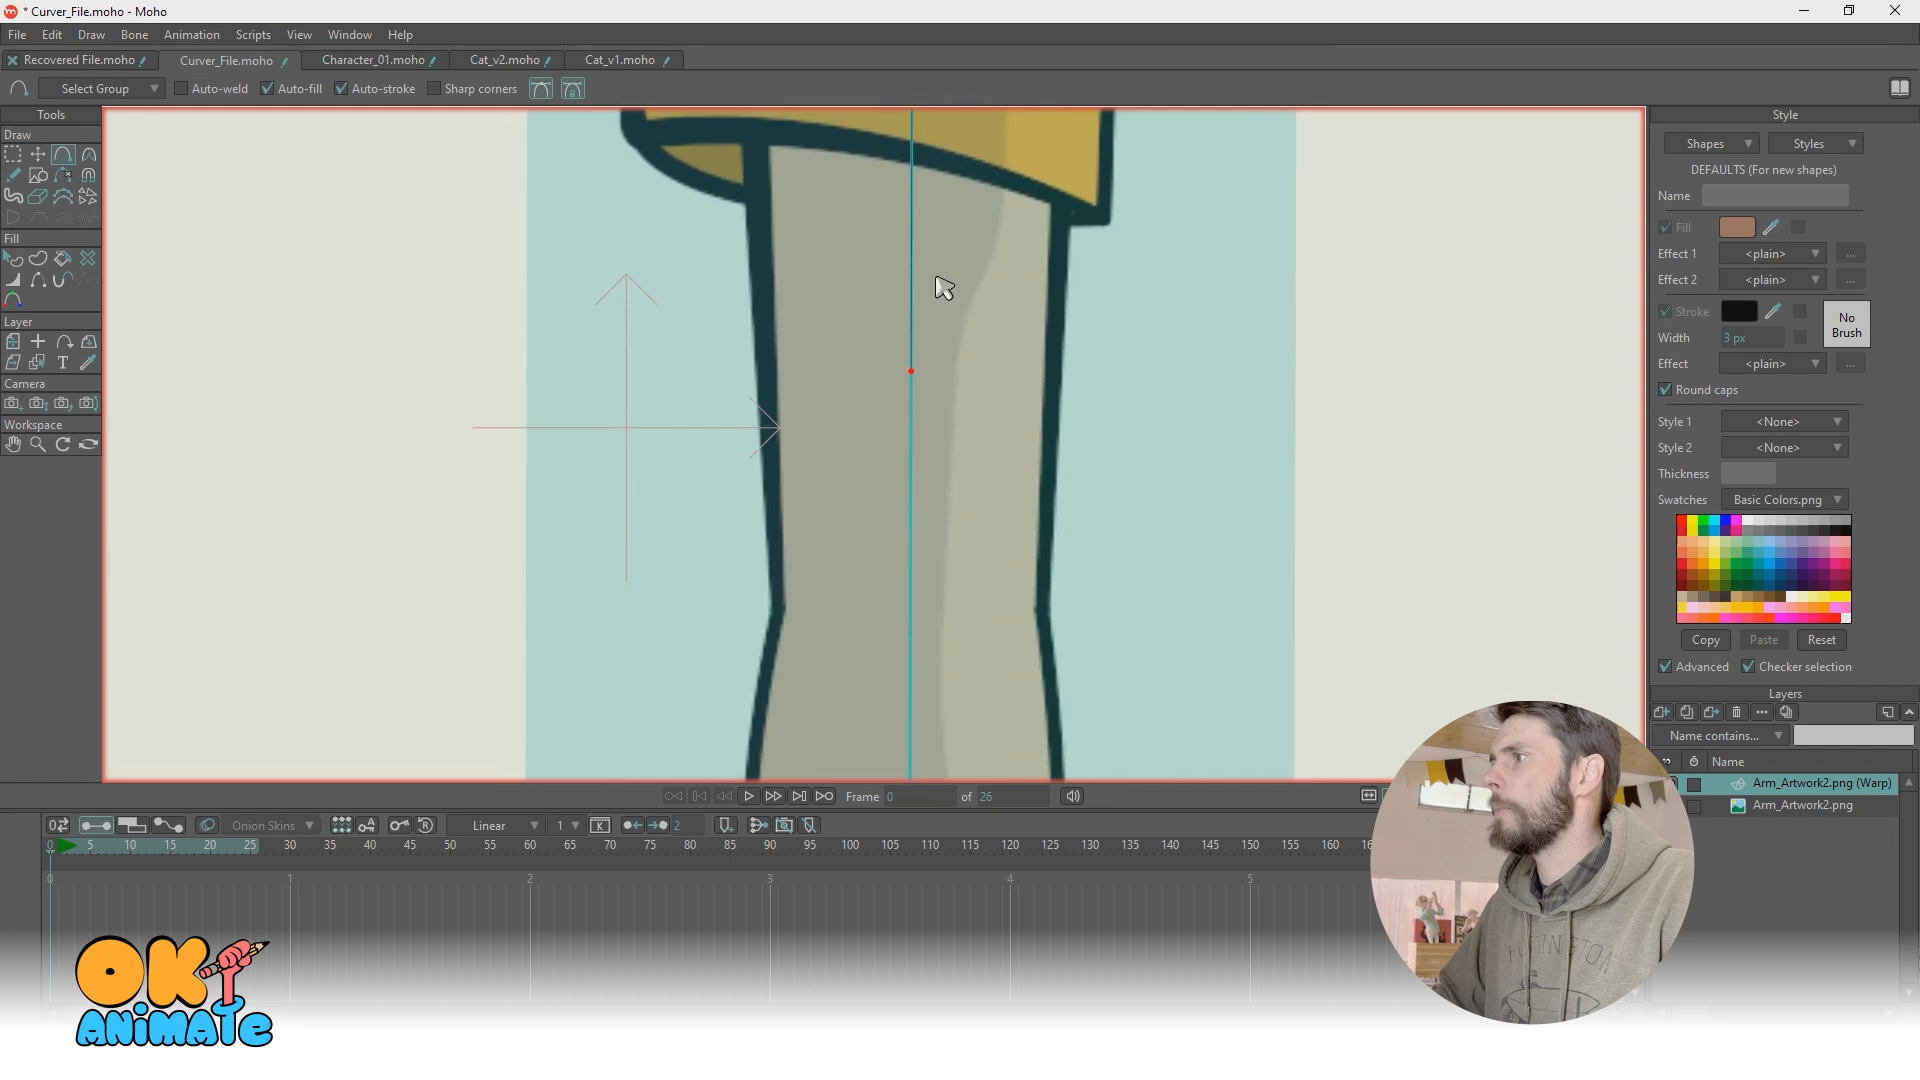 * Curver_File.moho - Moho
File Edit Draw Bone Animation Scripts View Window Help
Recovered File.moho Curver_File.moho Character_01.moho Cat_v2.moho Cat_v1.moho
Select Group Auto-weld Auto-fill Auto-stroke Sharp corners
Tools
Draw
Fill
Layer
T
Camera
Workspace
Style
Shapes Styles
DEFAULTS (For new shapes)
Name
Fill
Effect 1 <plain> ...
Effect 2 <plain> ...
Stroke
No Brush
Width 3 px
Effect <plain> ...
Round caps
Style 1 <None>
Style 2 <None>
Thickness
Swatches Basic Colors.png
Copy Paste Reset
Advanced Checker selection
Layers
Name contains...
Name
Arm_Artwork2.png (Warp)
Arm_Artwork2.png
Frame 0 of 26
Onion Skins Linear 1 K 2
0 5 10 15 20 25 30 35 40 45 50 55 60 65 70 75 80 85 90 95 100 105 110 115 120 125 130 135 140 145 150 155 160
0 1 2 3 4 5
OK
ANiMATe